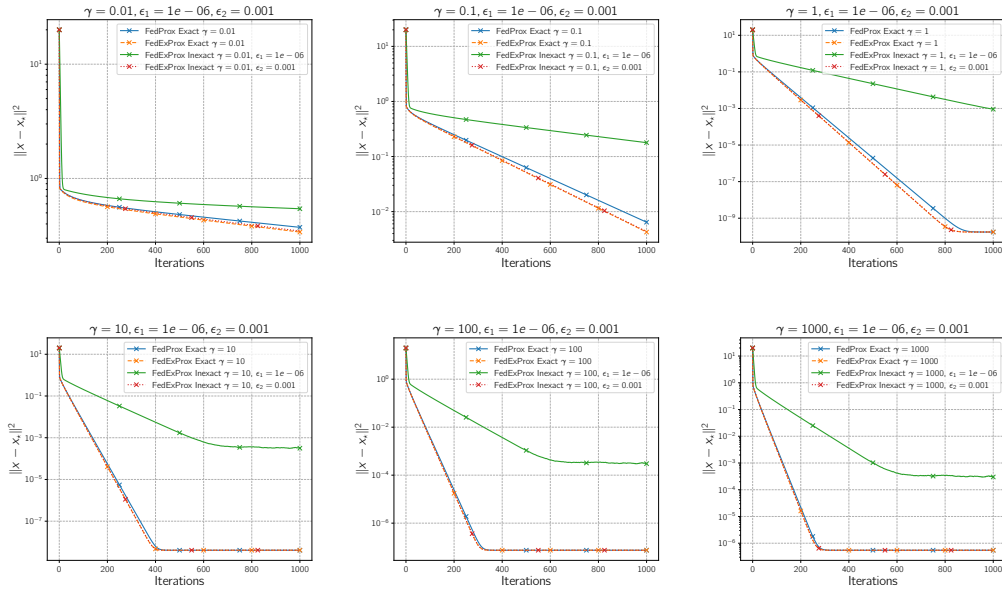 γ = 0.01, ϵ₁ = 1e − 06, ϵ₂ = 0.001
FedProx Exact γ = 0.01
FedExProx Exact γ = 0.01
FedExProx Inexact γ = 0.01, ϵ₁ = 1e − 06
FedExProx Inexact γ = 0.01, ϵ₂ = 0.001
10¹
10⁰
||x − x⋆||²
0 200 400 600 800 1000
Iterations
γ = 0.1, ϵ₁ = 1e − 06, ϵ₂ = 0.001
FedProx Exact γ = 0.1
FedExProx Exact γ = 0.1
FedExProx Inexact γ = 0.1, ϵ₁ = 1e − 06
FedExProx Inexact γ = 0.1, ϵ₂ = 0.001
10¹
10⁰
10⁻¹
10⁻²
||x − x⋆||²
0 200 400 600 800 1000
Iterations
γ = 1, ϵ₁ = 1e − 06, ϵ₂ = 0.001
FedProx Exact γ = 1
FedExProx Exact γ = 1
FedExProx Inexact γ = 1, ϵ₁ = 1e − 06
FedExProx Inexact γ = 1, ϵ₂ = 0.001
10¹
10⁻¹
10⁻³
10⁻⁵
10⁻⁷
10⁻⁹
||x − x⋆||²
0 200 400 600 800 1000
Iterations
γ = 10, ϵ₁ = 1e − 06, ϵ₂ = 0.001
FedProx Exact γ = 10
FedExProx Exact γ = 10
FedExProx Inexact γ = 10, ϵ₁ = 1e − 06
FedExProx Inexact γ = 10, ϵ₂ = 0.001
10¹
10⁻¹
10⁻³
10⁻⁵
10⁻⁷
||x − x⋆||²
0 200 400 600 800 1000
Iterations
γ = 100, ϵ₁ = 1e − 06, ϵ₂ = 0.001
FedProx Exact γ = 100
FedExProx Exact γ = 100
FedExProx Inexact γ = 100, ϵ₁ = 1e − 06
FedExProx Inexact γ = 100, ϵ₂ = 0.001
10⁰
10⁻²
10⁻⁴
10⁻⁶
||x − x⋆||²
0 200 400 600 800 1000
Iterations
γ = 1000, ϵ₁ = 1e − 06, ϵ₂ = 0.001
FedProx Exact γ = 1000
FedExProx Exact γ = 1000
FedExProx Inexact γ = 1000, ϵ₁ = 1e − 06
FedExProx Inexact γ = 1000, ϵ₂ = 0.001
10¹
10⁰
10⁻¹
10⁻²
10⁻³
10⁻⁴
10⁻⁵
10⁻⁶
||x − x⋆||²
0 200 400 600 800 1000
Iterations